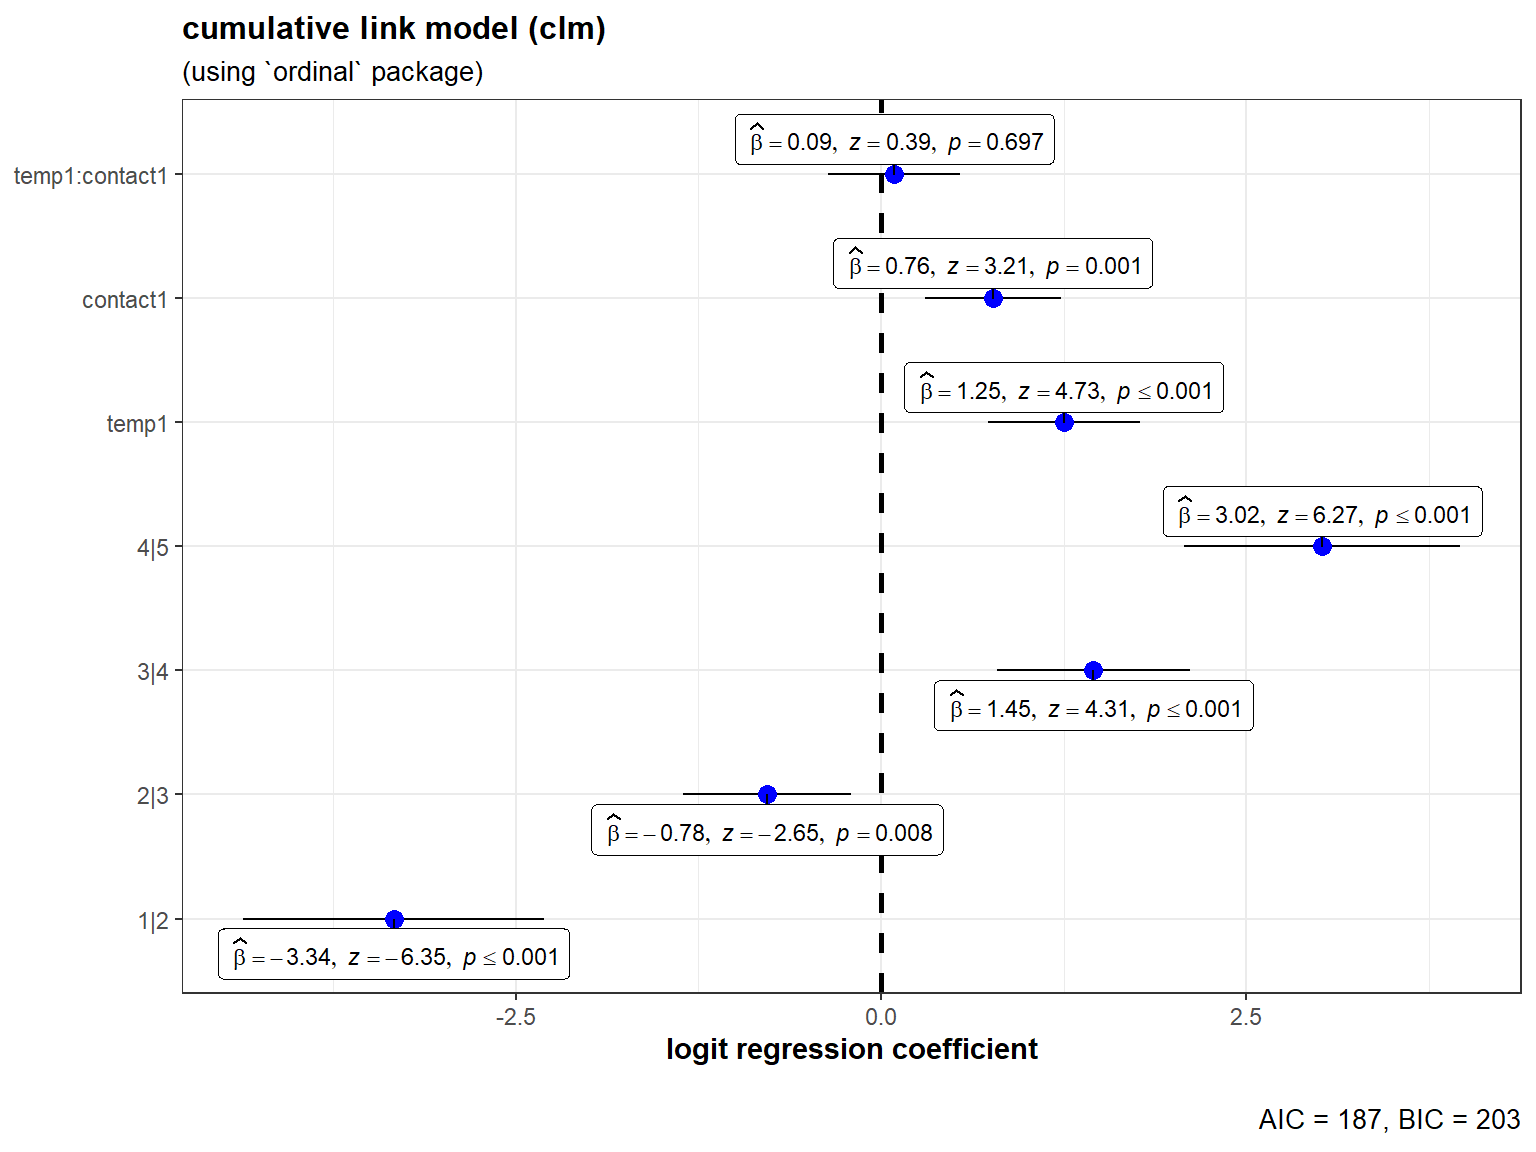 cumulative link model (clm)
(using `ordinal` package)
β̂ = 0.09, z = 0.39, p = 0.697
temp1:contact1
β̂ = 0.76, z = 3.21, p = 0.001
contact1
β̂ = 1.25, z = 4.73, p ≤ 0.001
temp1
β̂ = 3.02, z = 6.27, p ≤ 0.001
4|5
3|4
β̂ = 1.45, z = 4.31, p ≤ 0.001
2|3
β̂ = −0.78, z = −2.65, p = 0.008
1|2
β̂ = −3.34, z = −6.35, p ≤ 0.001
-2.5 0.0 2.5
logit regression coefficient
AIC = 187, BIC = 203